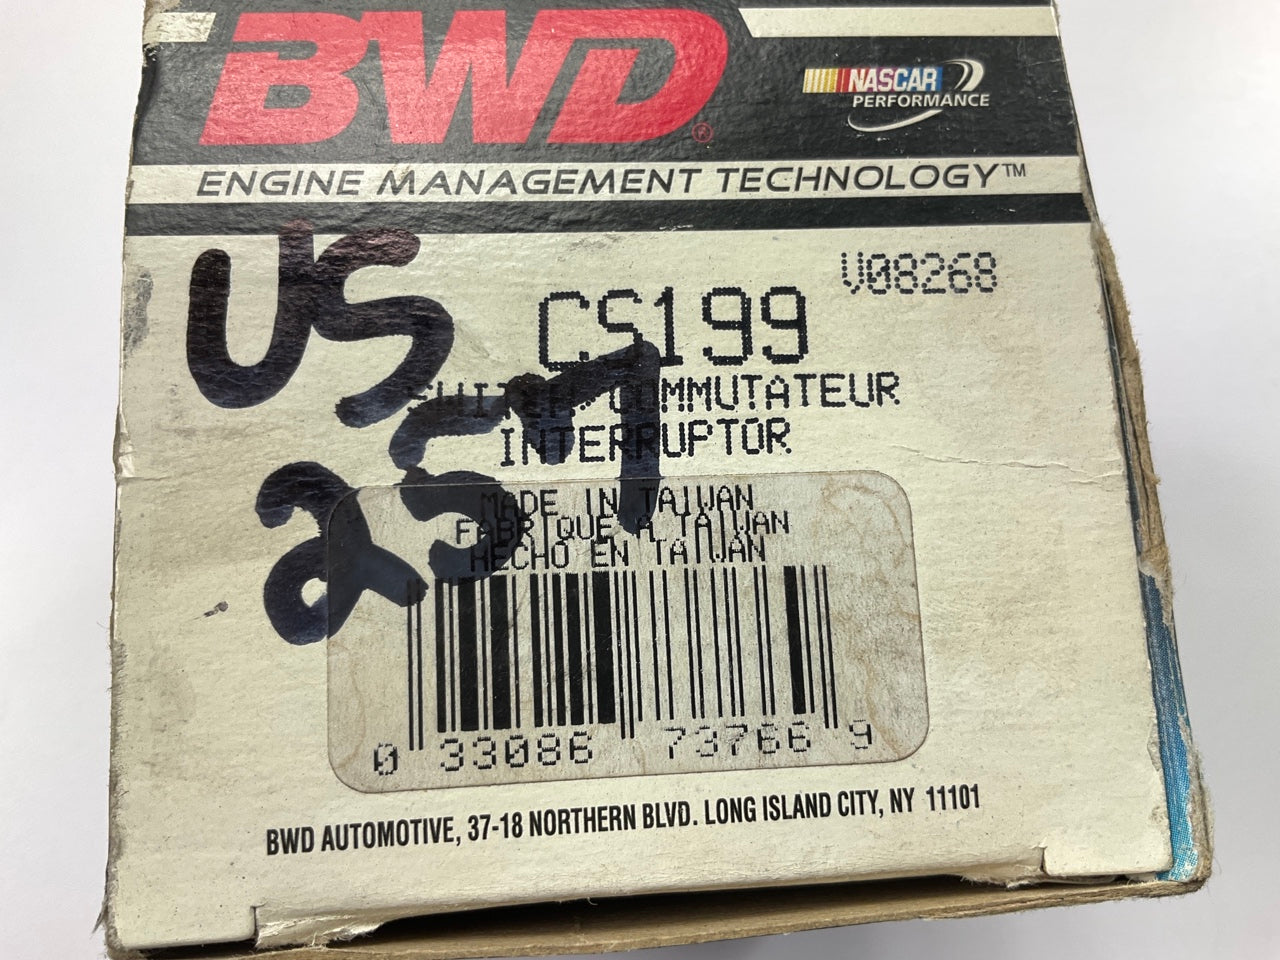 BWD®
NASCAR
PERFORMANCE
ENGINE MANAGEMENT TECHNOLOGY™
US
257
V08268
CS199
SWITCH COMMUTATEUR
INTERRUPTOR
MADE IN TAIWAN
FABRIQUE A TAIWAN
HECHO EN TAIWAN
0 33086 73766 9
BWD AUTOMOTIVE, 37-18 NORTHERN BLVD. LONG ISLAND CITY, NY 11101